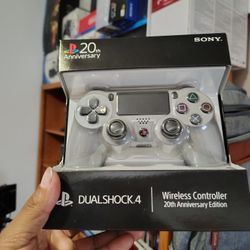 20th
Anniversary
SONY
DUALSHOCK 4
Wireless Controller
20th Anniversary Edition